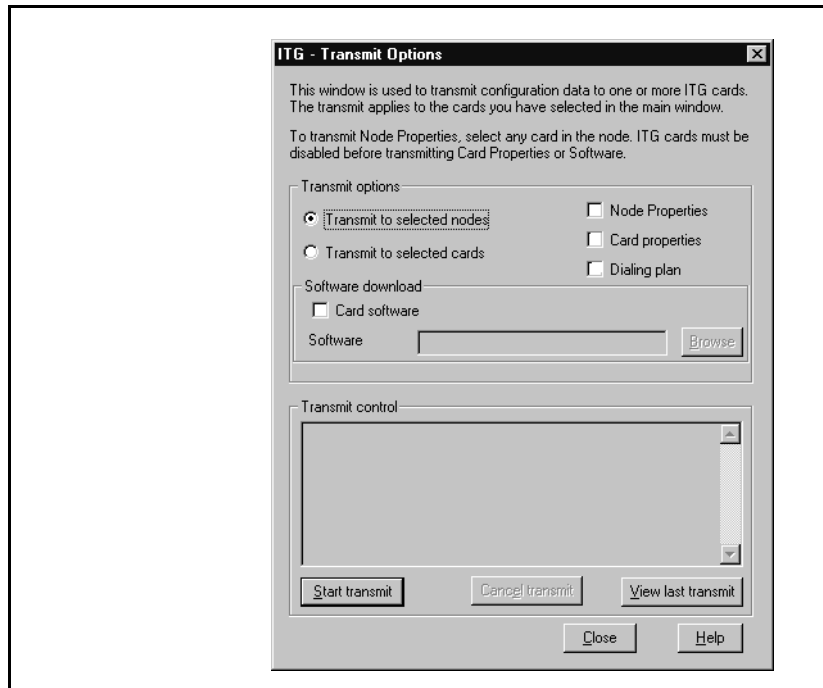 ITG - Transmit Options
This window is used to transmit configuration data to one or more ITG cards.
The transmit applies to the cards you have selected in the main window.
To transmit Node Properties, select any card in the node. ITG cards must be
disabled before transmitting Card Properties or Software.
Transmit options
Transmit to selected nodes
Node Properties
Transmit to selected cards
Card properties
Dialing plan
Software download
Card software
Software
Browse
Transmit control
Start transmit
Cancel transmit
View last transmit
Close
Help